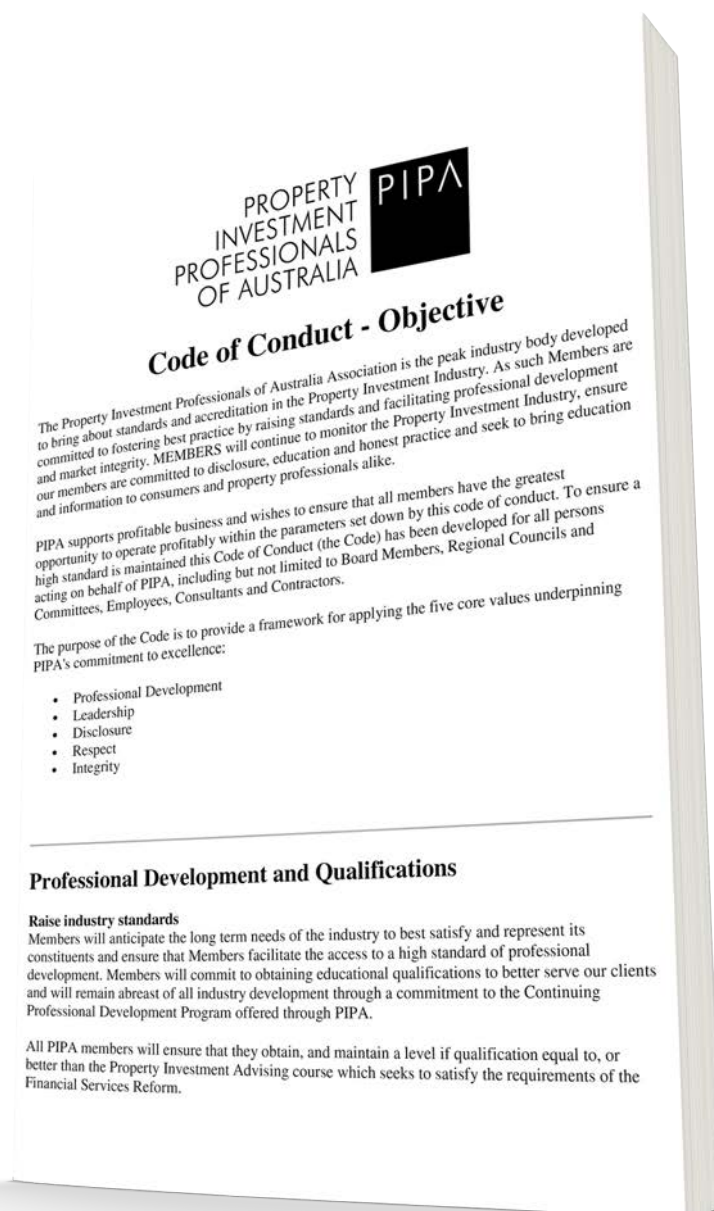 PROPERTY
INVESTMENT
PROFESSIONALS
OF AUSTRALIA
PIPA
Code of Conduct - Objective
The Property Investment Professionals of Australia Association is the peak industry body developed
to bring about standards and accreditation in the Property Investment Industry. As such Members are
committed to fostering best practice by raising standards and facilitating professional development
and market integrity. MEMBERS will continue to monitor the Property Investment Industry, ensure
our members are committed to disclosure, education and honest practice and seek to bring education
and information to consumers and property professionals alike.
PIPA supports profitable business and wishes to ensure that all members have the greatest
opportunity to operate profitably within the parameters set down by this code of conduct. To ensure a
high standard is maintained this Code of Conduct (the Code) has been developed for all persons
acting on behalf of PIPA, including but not limited to Board Members, Regional Councils and
Committees, Employees, Consultants and Contractors.
The purpose of the Code is to provide a framework for applying the five core values underpinning
PIPA's commitment to excellence:
• Professional Development
• Leadership
• Disclosure
• Respect
• Integrity
Professional Development and Qualifications
Raise industry standards
Members will anticipate the long term needs of the industry to best satisfy and represent its
constituents and ensure that Members facilitate the access to a high standard of professional
development. Members will commit to obtaining educational qualifications to better serve our clients
and will remain abreast of all industry development through a commitment to the Continuing
Professional Development Program offered through PIPA.
All PIPA members will ensure that they obtain, and maintain a level if qualification equal to, or
better than the Property Investment Advising course which seeks to satisfy the requirements of the
Financial Services Reform.